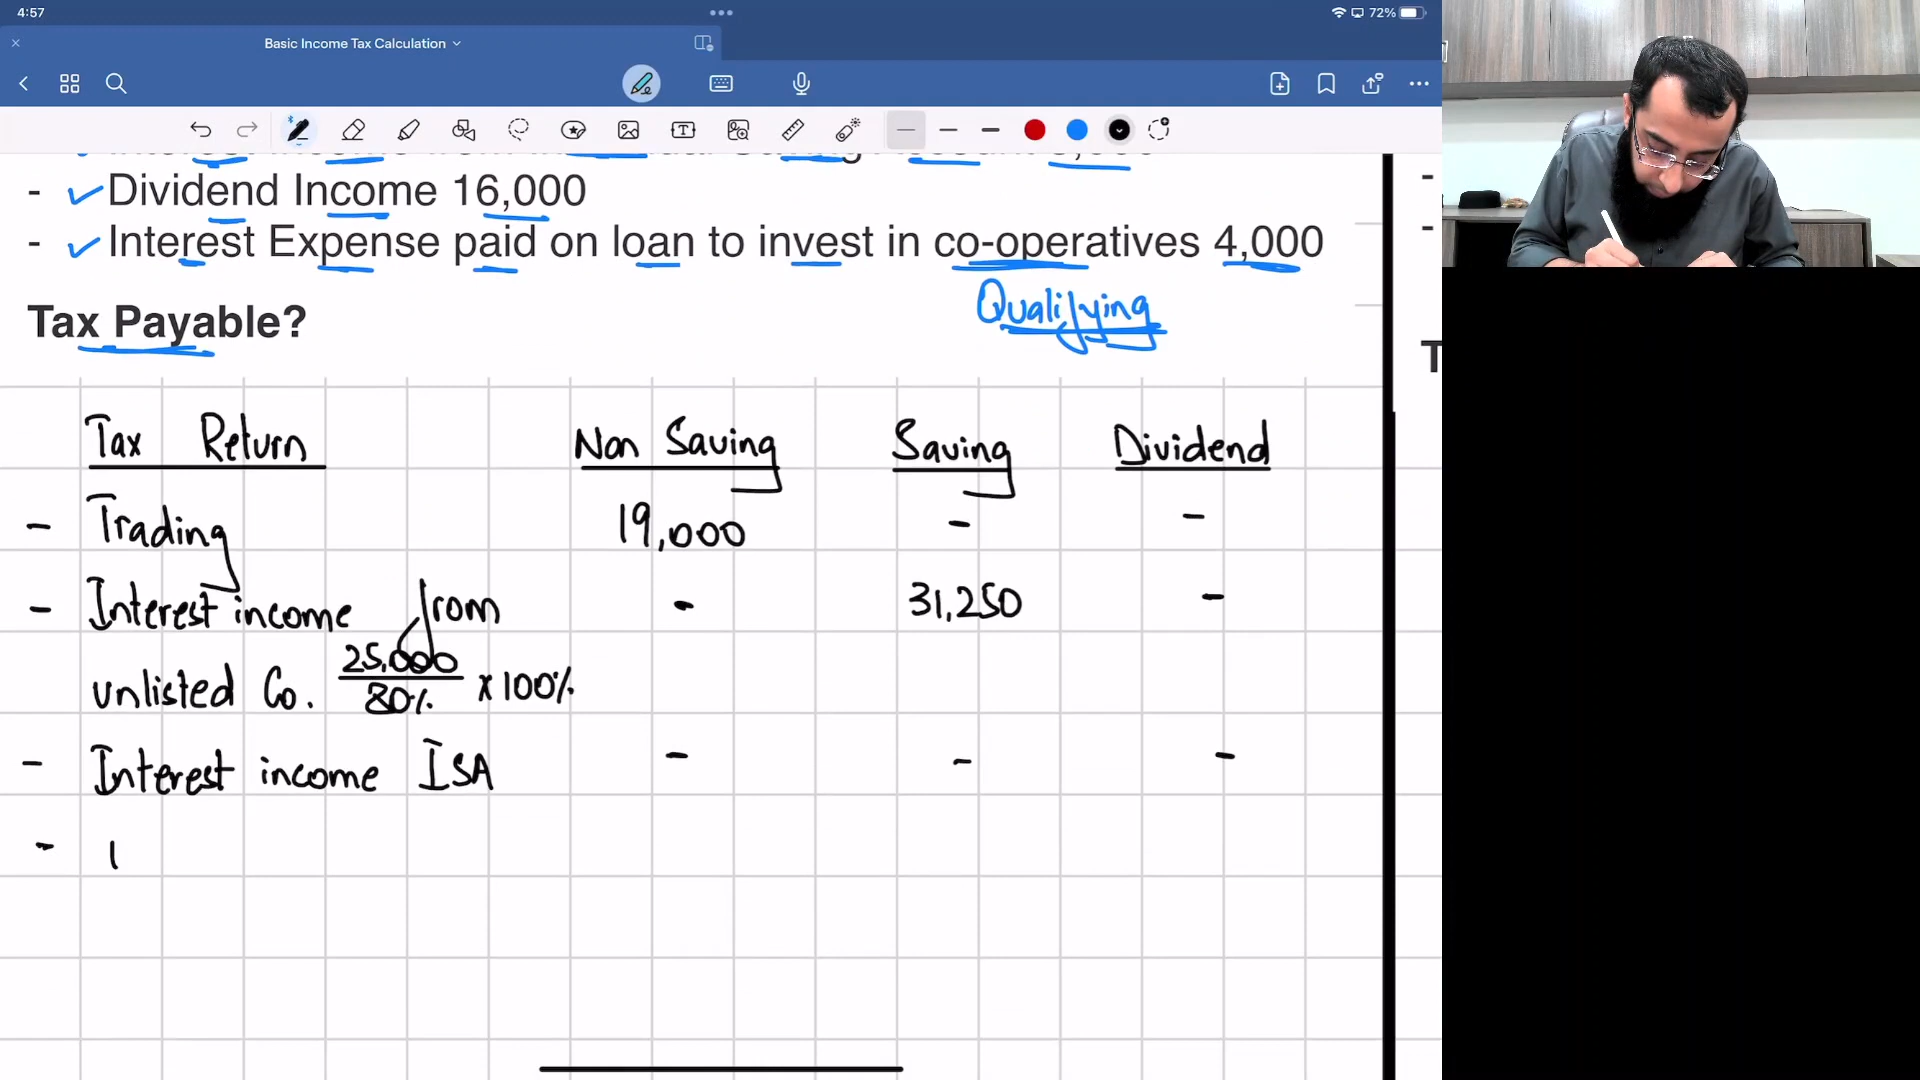 4:57
72%
Basic Income Tax Calculation
- Dividend Income 16,000
- Interest Expense paid on loan to invest in co-operatives 4,000
Qualifying
Tax Payable?
T
Tax Return Non Saving Saving Dividend
- Trading 19,000 - -
- Interest income from - 31,250 -
unlisted Co. 25,000 / 80% x 100%
- Interest income ISA - - -
- I